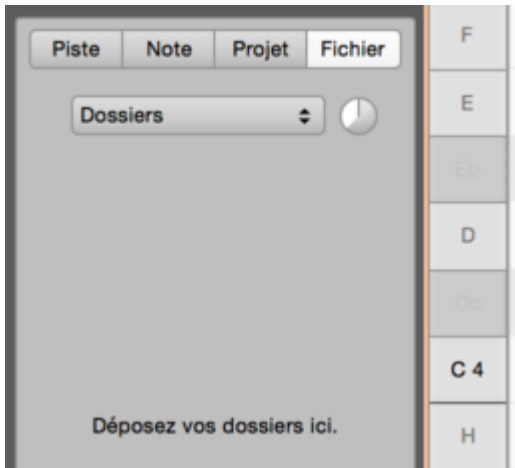 Piste Note Projet Fichier
Dossiers
Déposez vos dossiers ici.
F
E
Eb
D
Db
C 4
H